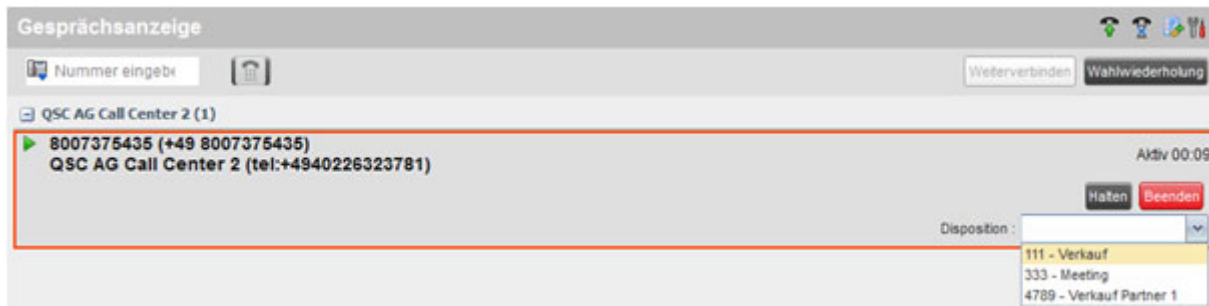 Gesprächsanzeige
Nummer eingebe
Weiterverbinden
Wahlwiederholung
QSC AG Call Center 2 (1)
8007375435 (+49 8007375435)
QSC AG Call Center 2 (tel:+4940226323781)
Aktiv 00:09
Halten
Beenden
Disposition :
111 - Verkauf
333 - Meeting
4789 - Verkauf Partner 1